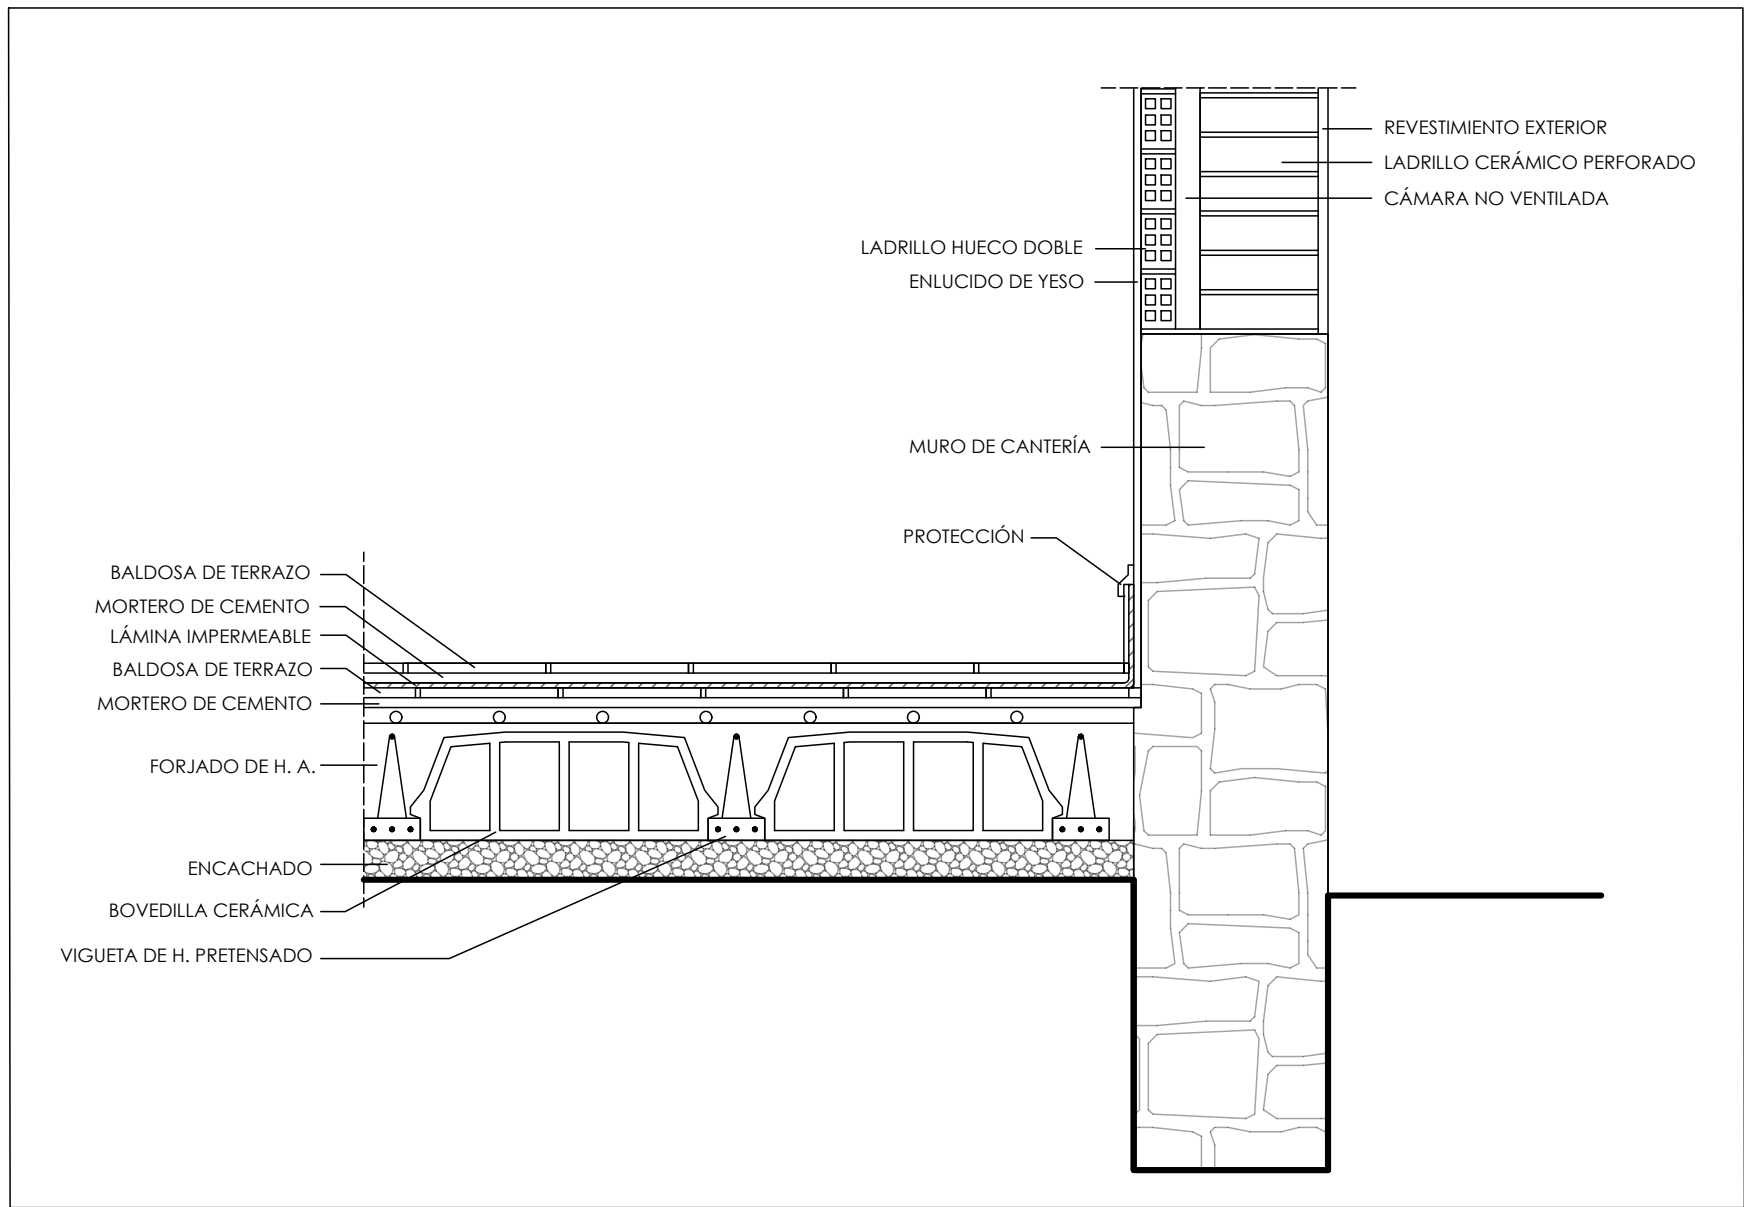 REVESTIMIENTO EXTERIOR
LADRILLO CERÁMICO PERFORADO
CÁMARA NO VENTILADA
LADRILLO HUECO DOBLE
ENLUCIDO DE YESO
MURO DE CANTERÍA
PROTECCIÓN
BALDOSA DE TERRAZO
MORTERO DE CEMENTO
LÁMINA IMPERMEABLE
BALDOSA DE TERRAZO
MORTERO DE CEMENTO
FORJADO DE H. A.
ENCACHADO
BOVEDILLA CERÁMICA
VIGUETA DE H. PRETENSADO